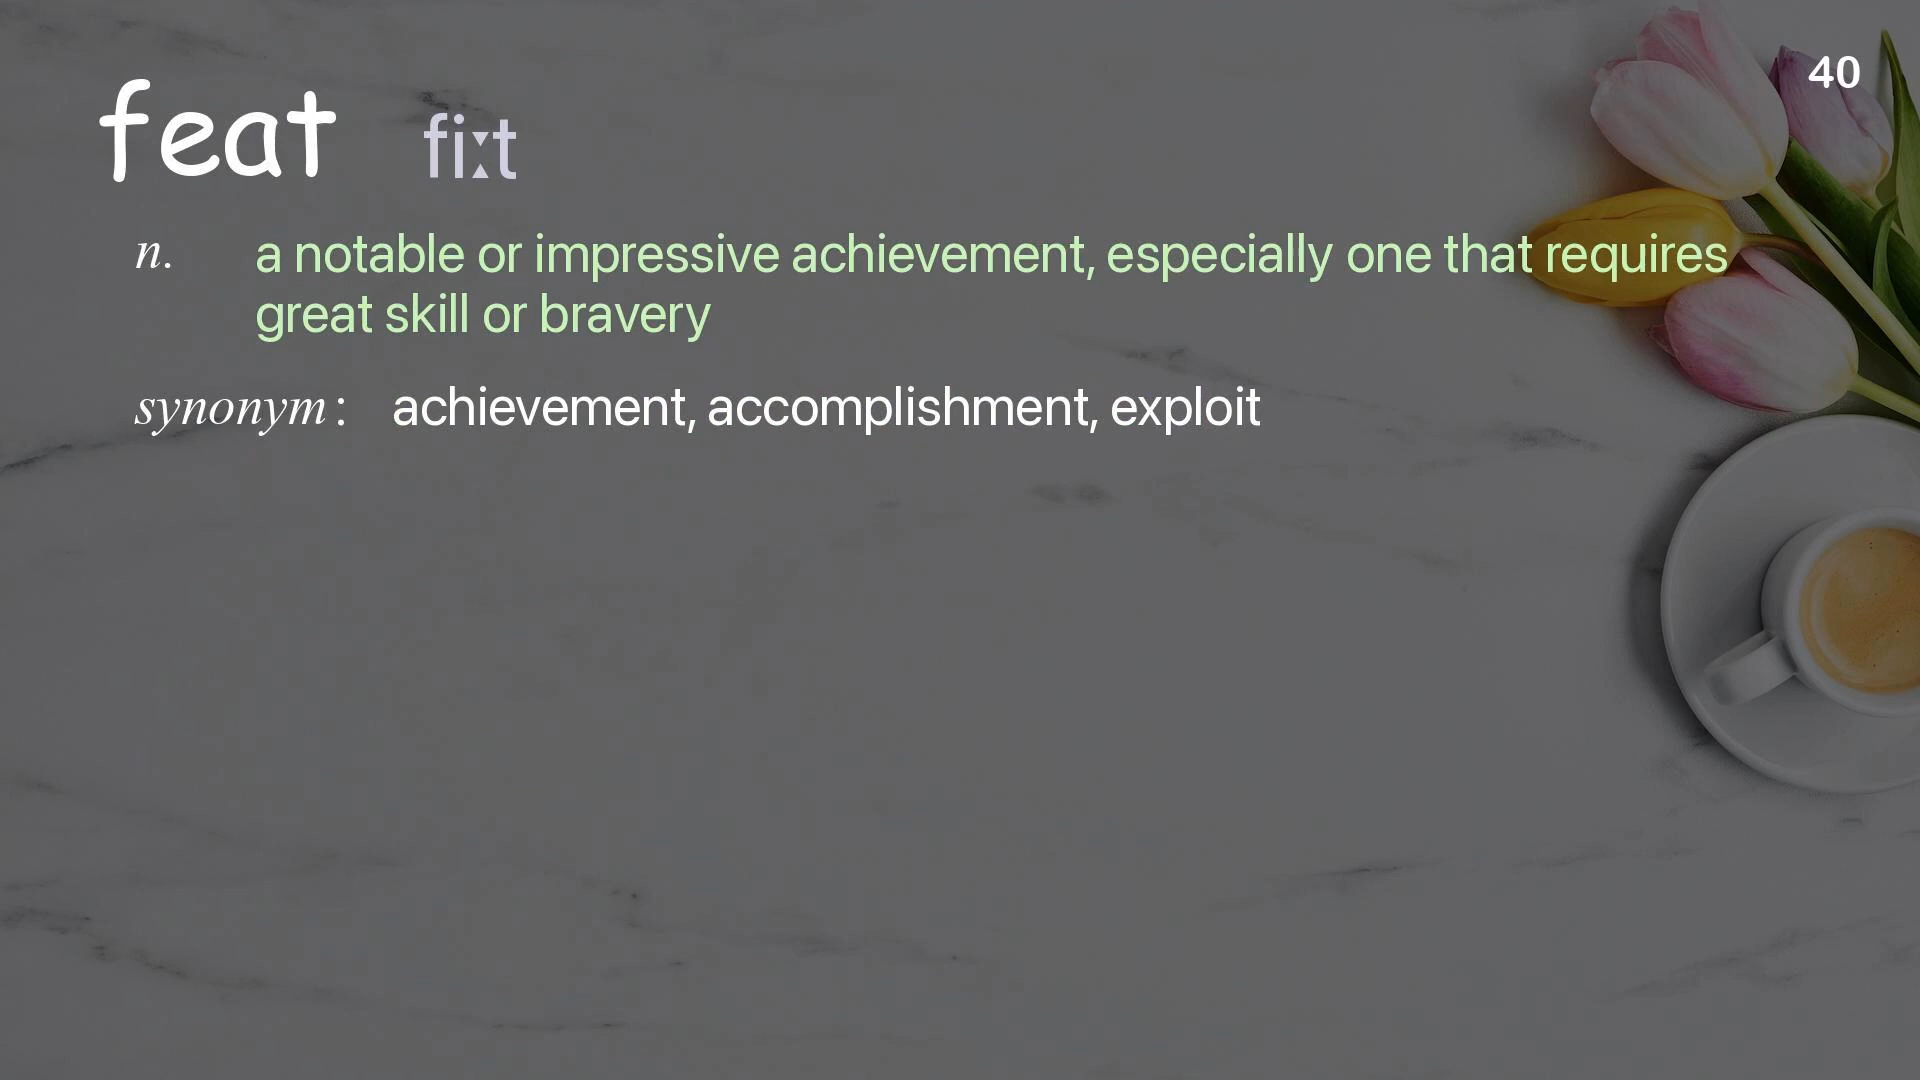 40
feat fiːt
n. a notable or impressive achievement, especially one that requires
great skill or bravery
synonym : achievement, accomplishment, exploit